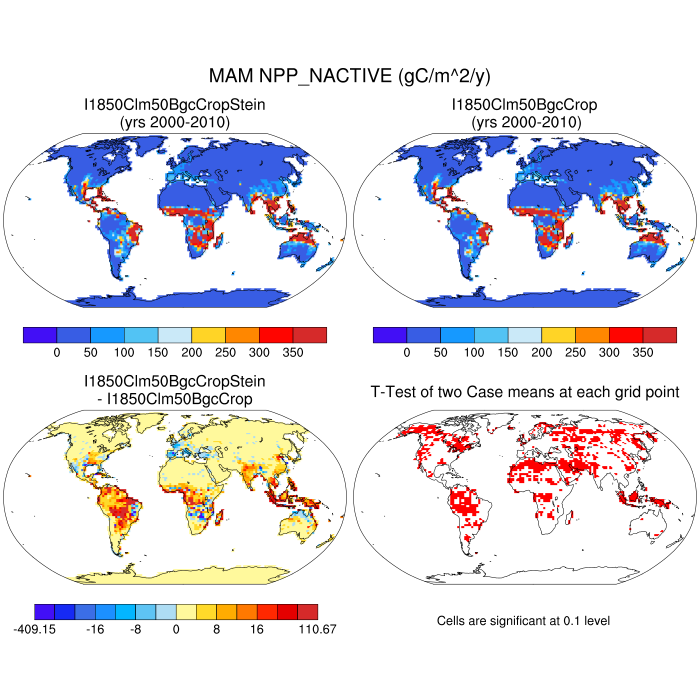 MAM NPP_NACTIVE (gC/m^2/y)
I1850Clm50BgcCropStein
(yrs 2000-2010)
I1850Clm50BgcCrop
(yrs 2000-2010)
0 50 100 150 200 250 300 350
0 50 100 150 200 250 300 350
I1850Clm50BgcCropStein
- I1850Clm50BgcCrop
T-Test of two Case means at each grid point
-409.15 -16 -8 0 8 16 110.67
Cells are significant at 0.1 level